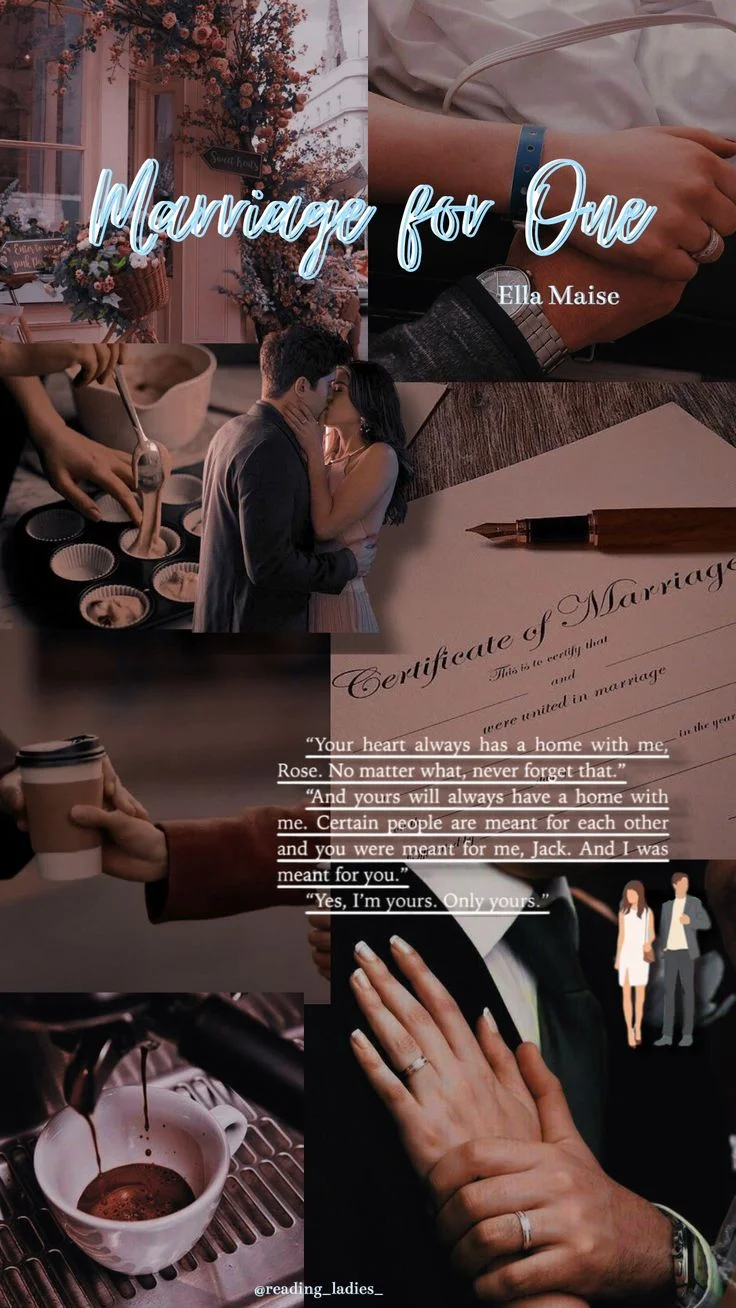 Sweet treats
Marriage for One
Ella Maise
Certificate of Marriage
This is to certify that
and
were united in marriage
in the year
“Your heart always has a home with me,
Rose. No matter what, never forget that.”
“And yours will always have a home with
me. Certain people are meant for each other
and you were meant for me, Jack. And I was
meant for you.”
“Yes, I’m yours. Only yours.”
@reading_ladies_